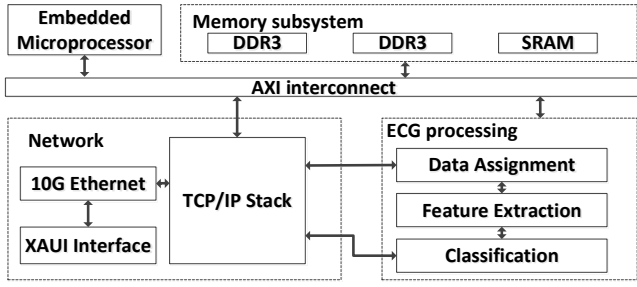 Embedded
Microprocessor
Memory subsystem
DDR3
DDR3
SRAM
AXI interconnect
Network
10G Ethernet
XAUI Interface
TCP/IP Stack
ECG processing
Data Assignment
Feature Extraction
Classification